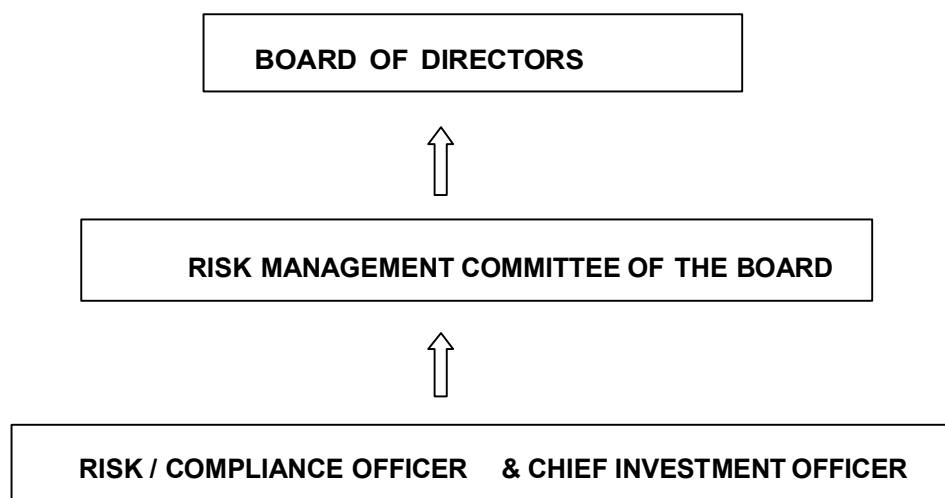 BOARD OF DIRECTORS
RISK MANAGEMENT COMMITTEE OF THE BOARD
RISK / COMPLIANCE OFFICER & CHIEF INVESTMENT OFFICER